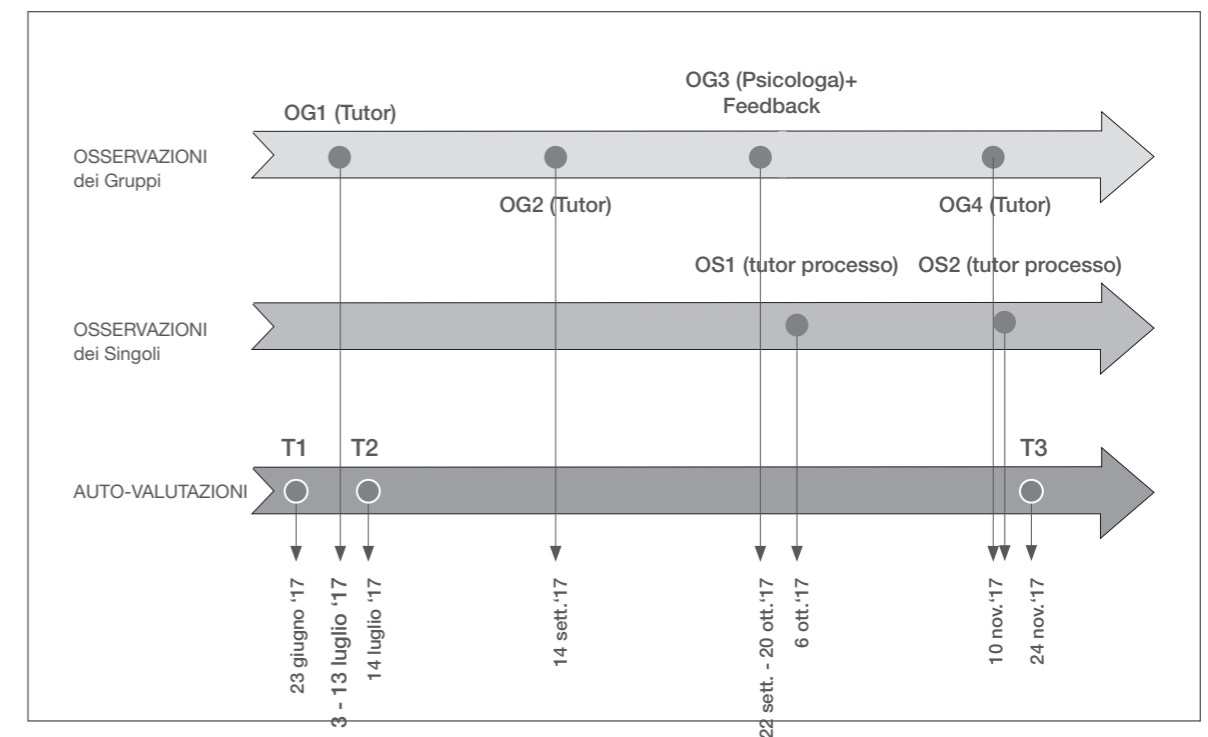 OG3 (Psicologa)+
Feedback
OG1 (Tutor)
OSSERVAZIONI
dei Gruppi
OG2 (Tutor)
OG4 (Tutor)
OS1 (tutor processo)
OS2 (tutor processo)
OSSERVAZIONI
dei Singoli
T1
T2
T3
AUTO-VALUTAZIONI
23 giugno ‘17
3 - 13 luglio ‘17
14 luglio ‘17
14 sett.‘17
22 sett. - 20 ott.‘17
6 ott.‘17
10 nov.‘17
24 nov.‘17